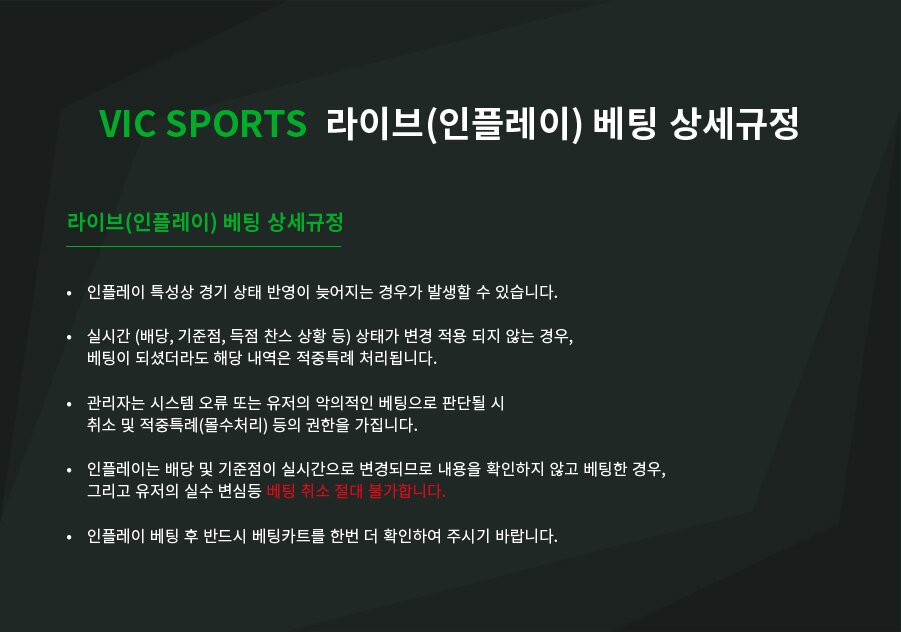 VIC SPORTS 라이브(인플레이) 베팅 상세규정
라이브(인플레이) 베팅 상세규정
• 인플레이 특성상 경기 상태 반영이 늦어지는 경우가 발생할 수 있습니다.
• 실시간 (배당, 기준점, 득점 찬스 상황 등) 상태가 변경 적용 되지 않는 경우,
베팅이 되셨더라도 해당 내역은 적중특례 처리됩니다.
• 관리자는 시스템 오류 또는 유저의 악의적인 베팅으로 판단될 시
취소 및 적중특례(몰수처리) 등의 권한을 가집니다.
• 인플레이는 배당 및 기준점이 실시간으로 변경되므로 내용을 확인하지 않고 베팅한 경우,
그리고 유저의 실수 변심등 베팅 취소 절대 불가합니다.
• 인플레이 베팅 후 반드시 베팅카트를 한번 더 확인하여 주시기 바랍니다.